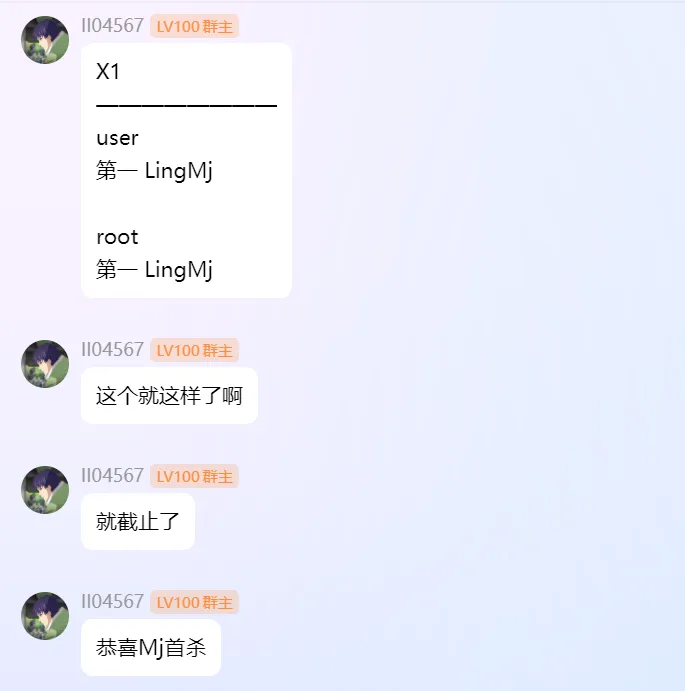 ll04567 LV100 群主
X1
————————
user
第一 LingMj
root
第一 LingMj
ll04567 LV100 群主
这个就这样了啊
ll04567 LV100 群主
就截止了
ll04567 LV100 群主
恭喜Mj首杀